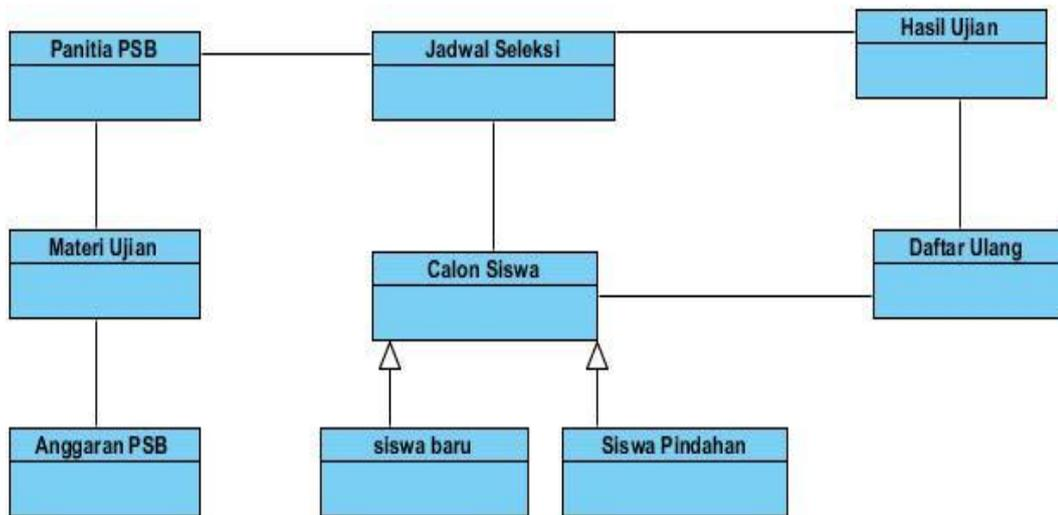 Panitia PSB
Jadwal Seleksi
Hasil Ujian
Materi Ujian
Calon Siswa
Daftar Ulang
Anggaran PSB
siswa baru
Siswa Pindahan